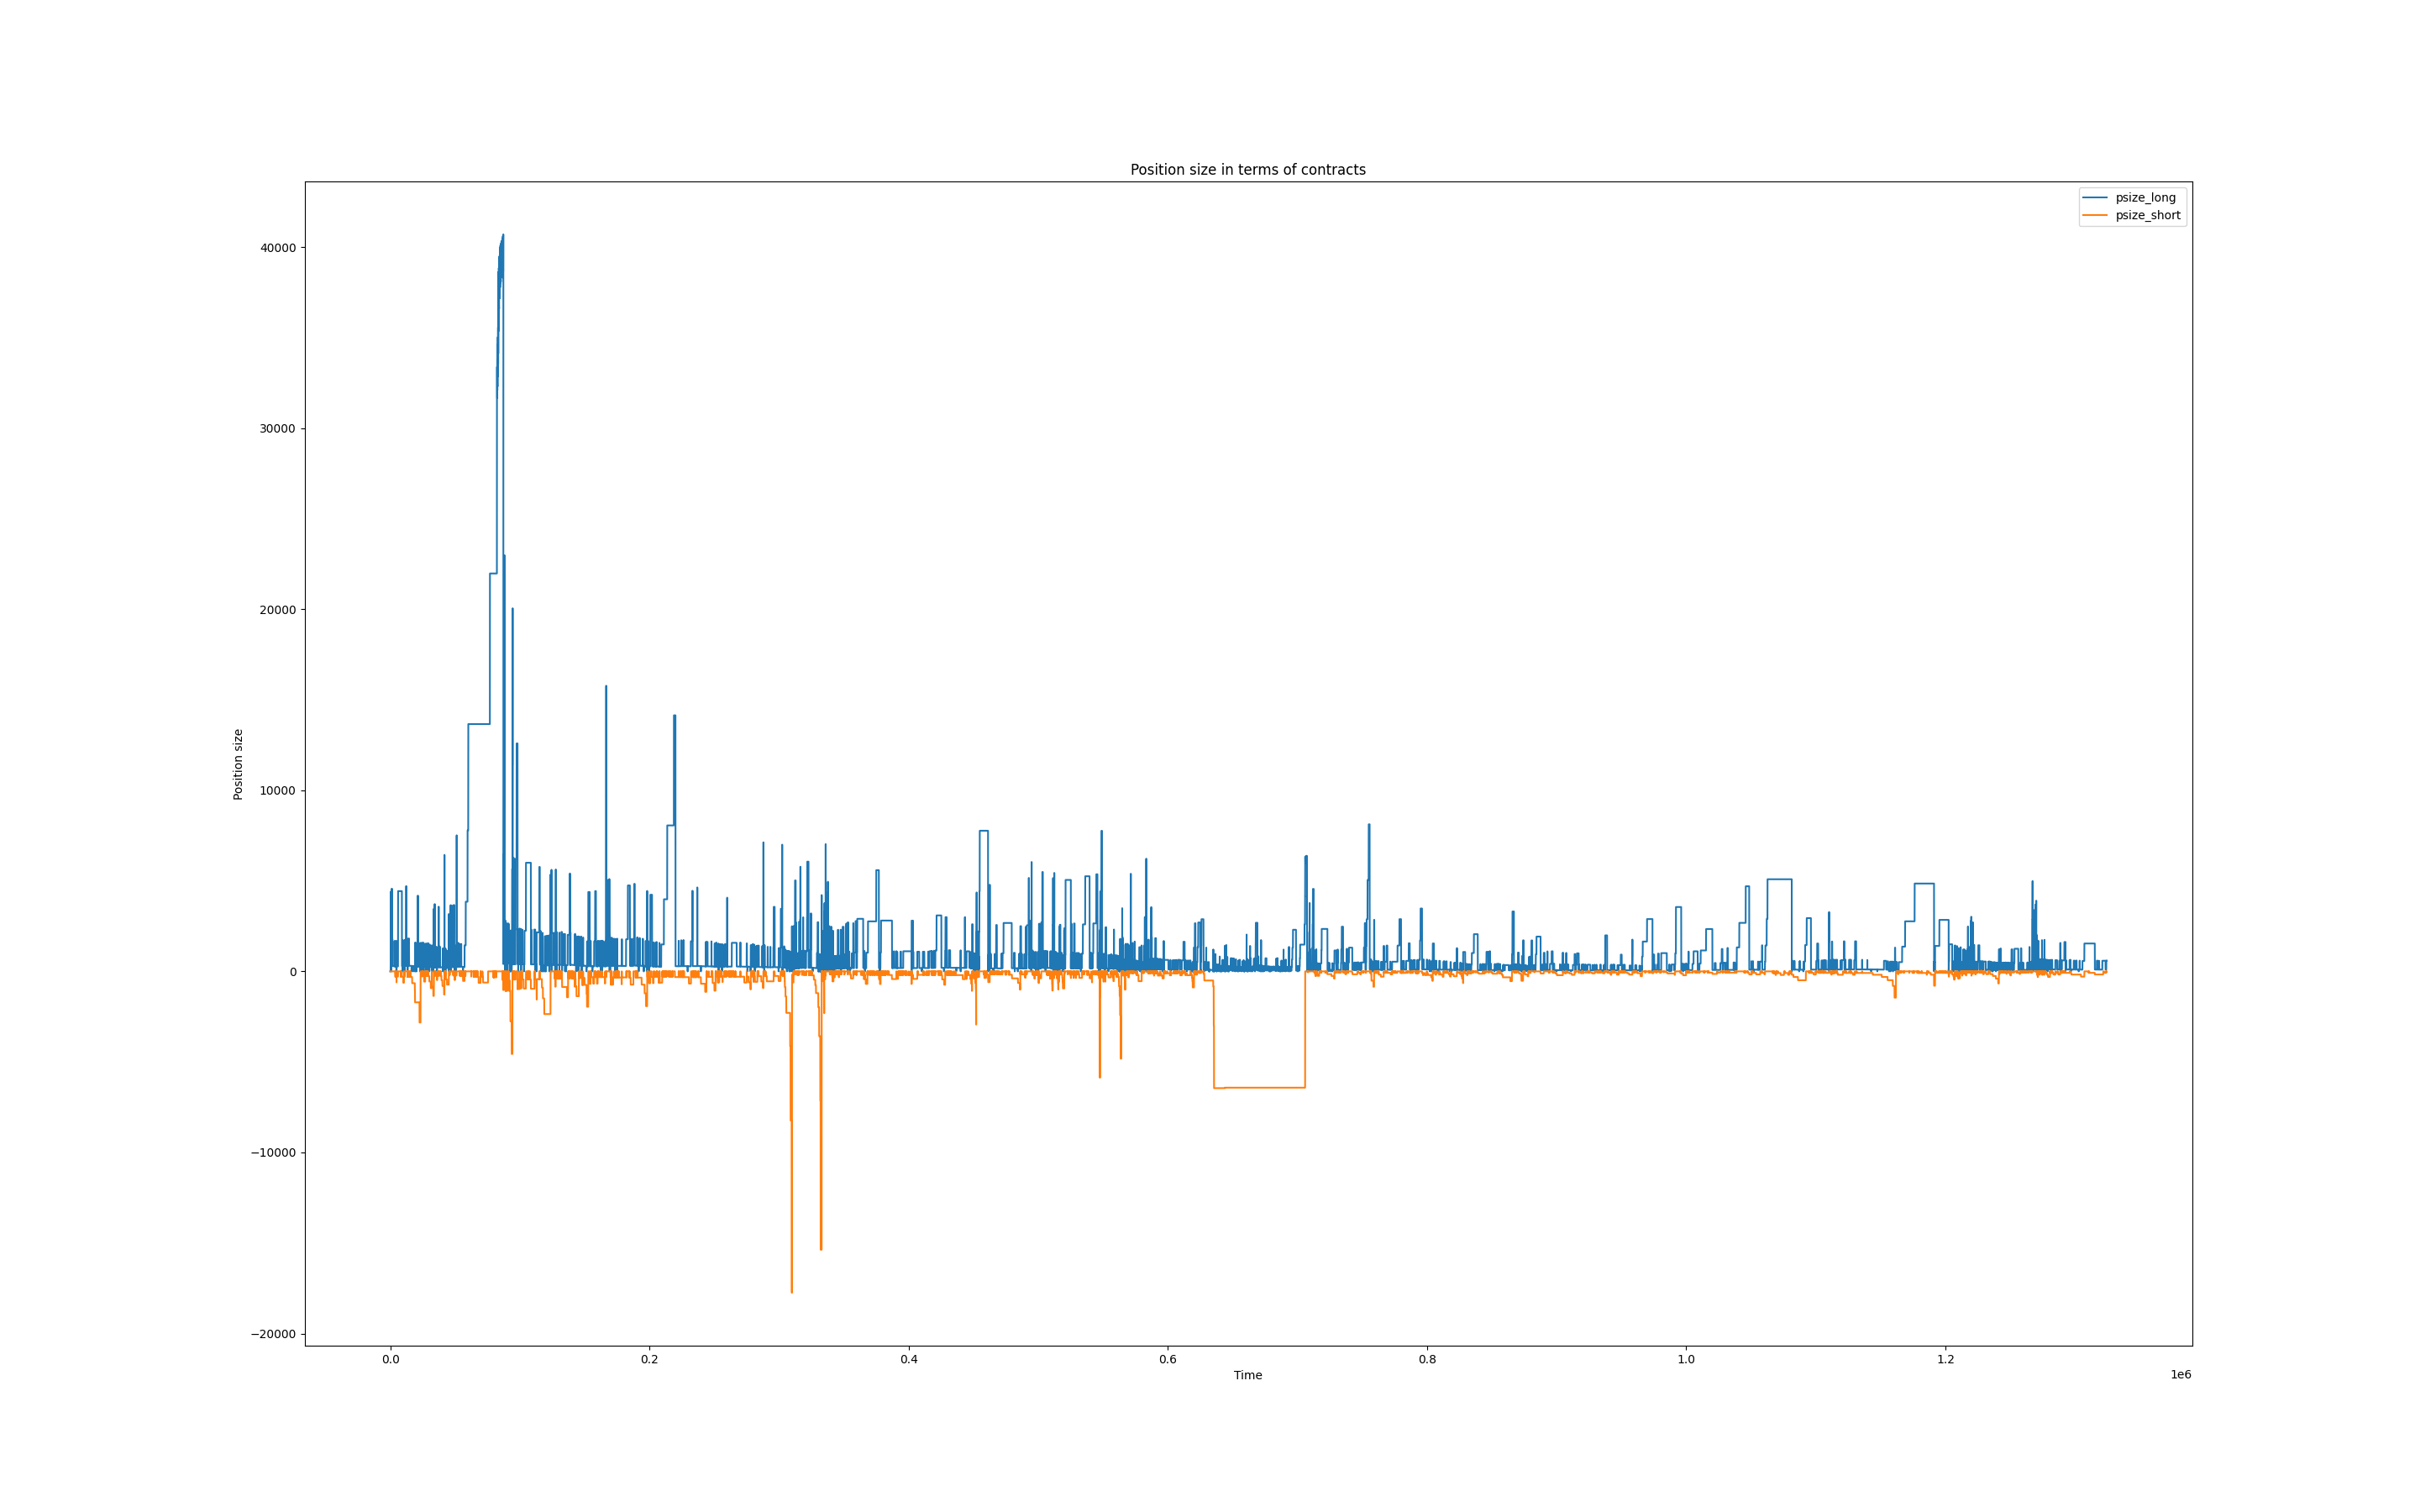 Position size in terms of contracts
psize_long
psize_short
40000
30000
20000
10000
0
−10000
−20000
Position size
0.0 0.2 0.4 0.6 0.8 1.0 1.2
1e6
Time